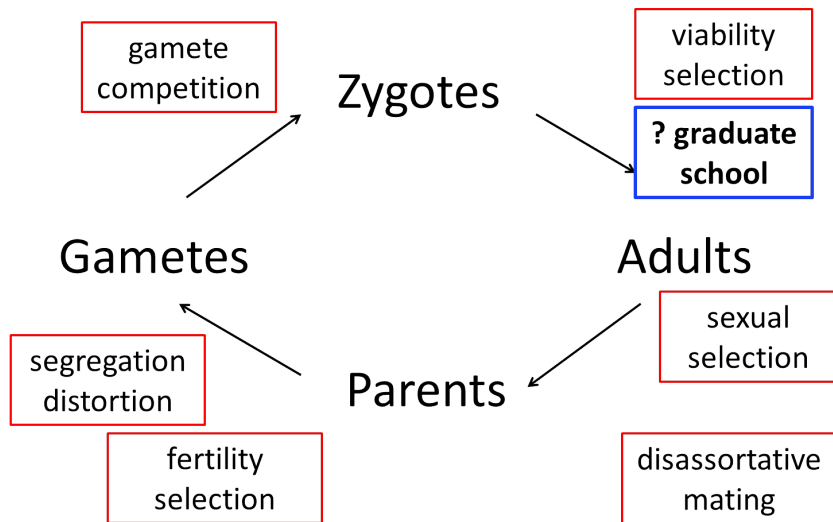 gamete
competition
Zygotes
viability
selection
? graduate
school
Gametes
Adults
sexual
selection
segregation
distortion
Parents
fertility
selection
disassortative
mating